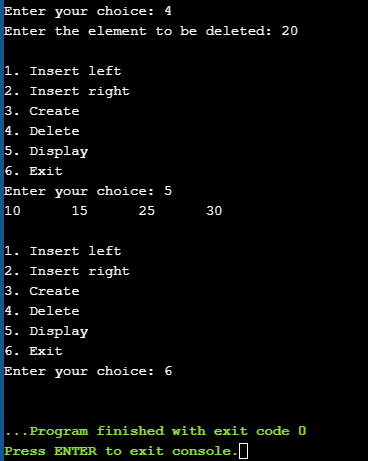 Enter your choice: 4
Enter the element to be deleted: 20
1. Insert left
2. Insert right
3. Create
4. Delete
5. Display
6. Exit
Enter your choice: 5
10      15      25      30
1. Insert left
2. Insert right
3. Create
4. Delete
5. Display
6. Exit
Enter your choice: 6
...Program finished with exit code 0
Press ENTER to exit console.